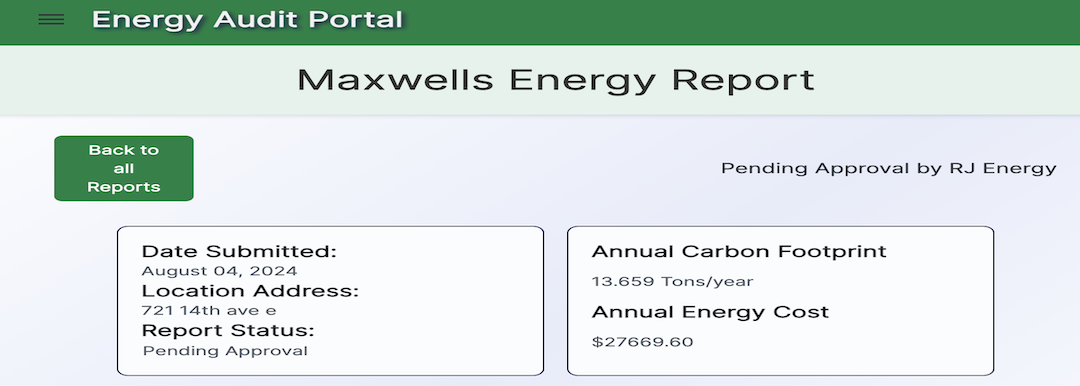 Energy Audit Portal
Maxwells Energy Report
Back to
all
Reports
Pending Approval by RJ Energy
Date Submitted:
August 04, 2024
Location Address:
721 14th ave e
Report Status:
Pending Approval
Annual Carbon Footprint
13.659 Tons/year
Annual Energy Cost
$27669.60